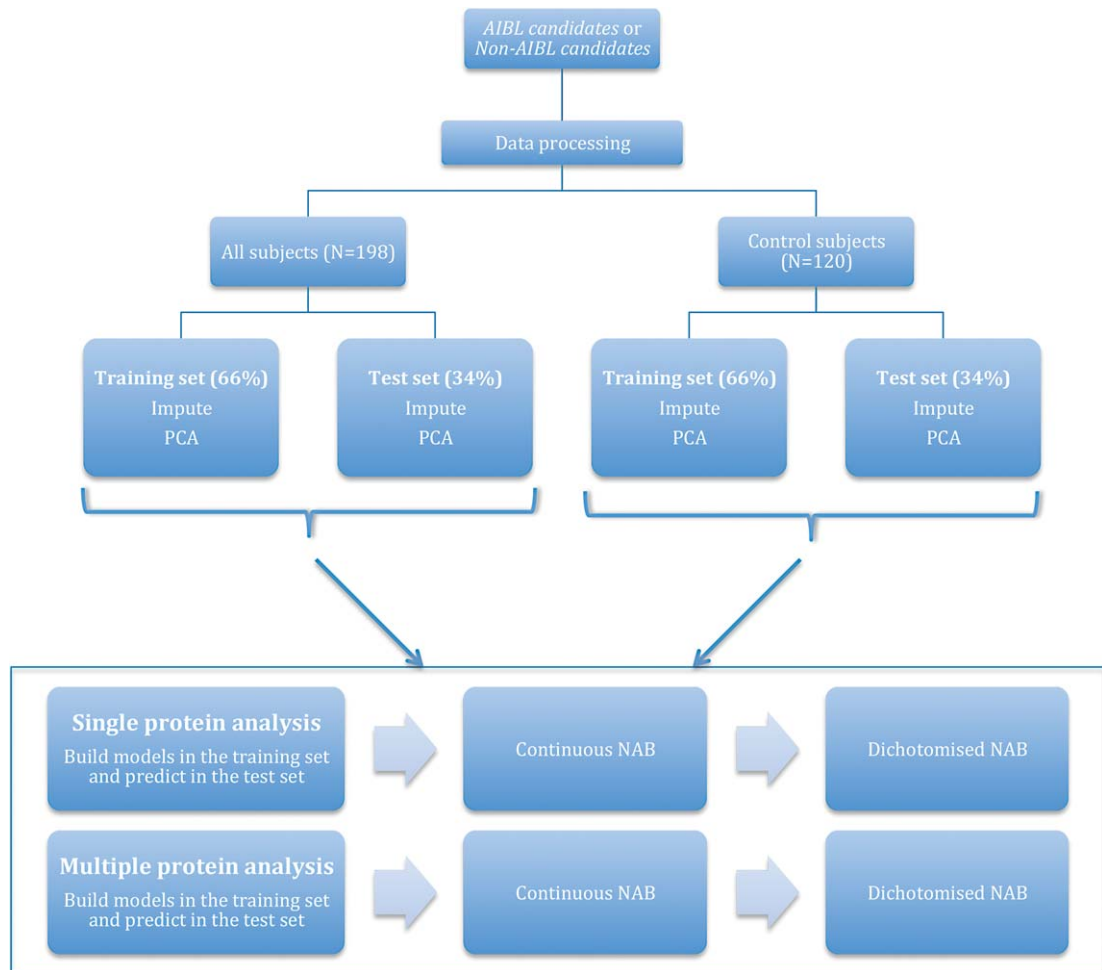 AIBL candidates or
Non-AIBL candidates
Data processing
All subjects (N=198)
Control subjects
(N=120)
Training set (66%)
Impute
PCA
Test set (34%)
Impute
PCA
Training set (66%)
Impute
PCA
Test set (34%)
Impute
PCA
Single protein analysis
Build models in the training set
and predict in the test set
Continuous NAB
Dichotomised NAB
Multiple protein analysis
Build models in the training set
and predict in the test set
Continuous NAB
Dichotomised NAB